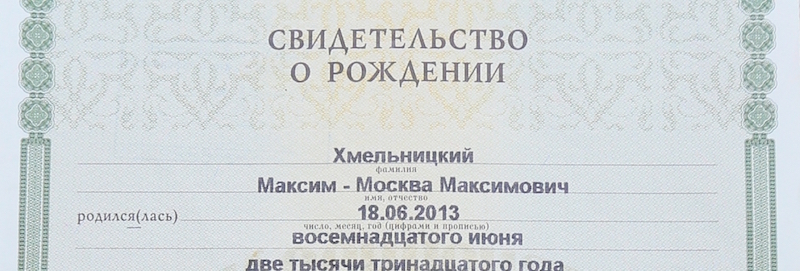 СВИДЕТЕЛЬСТВО
О РОЖДЕНИИ
Хмельницкий
фамилия
Максим - Москва Максимович
имя, отчество
родился(лась) 18.06.2013
число, месяц, год (цифрами и прописью)
восемнадцатого июня
две тысячи тринадцатого года